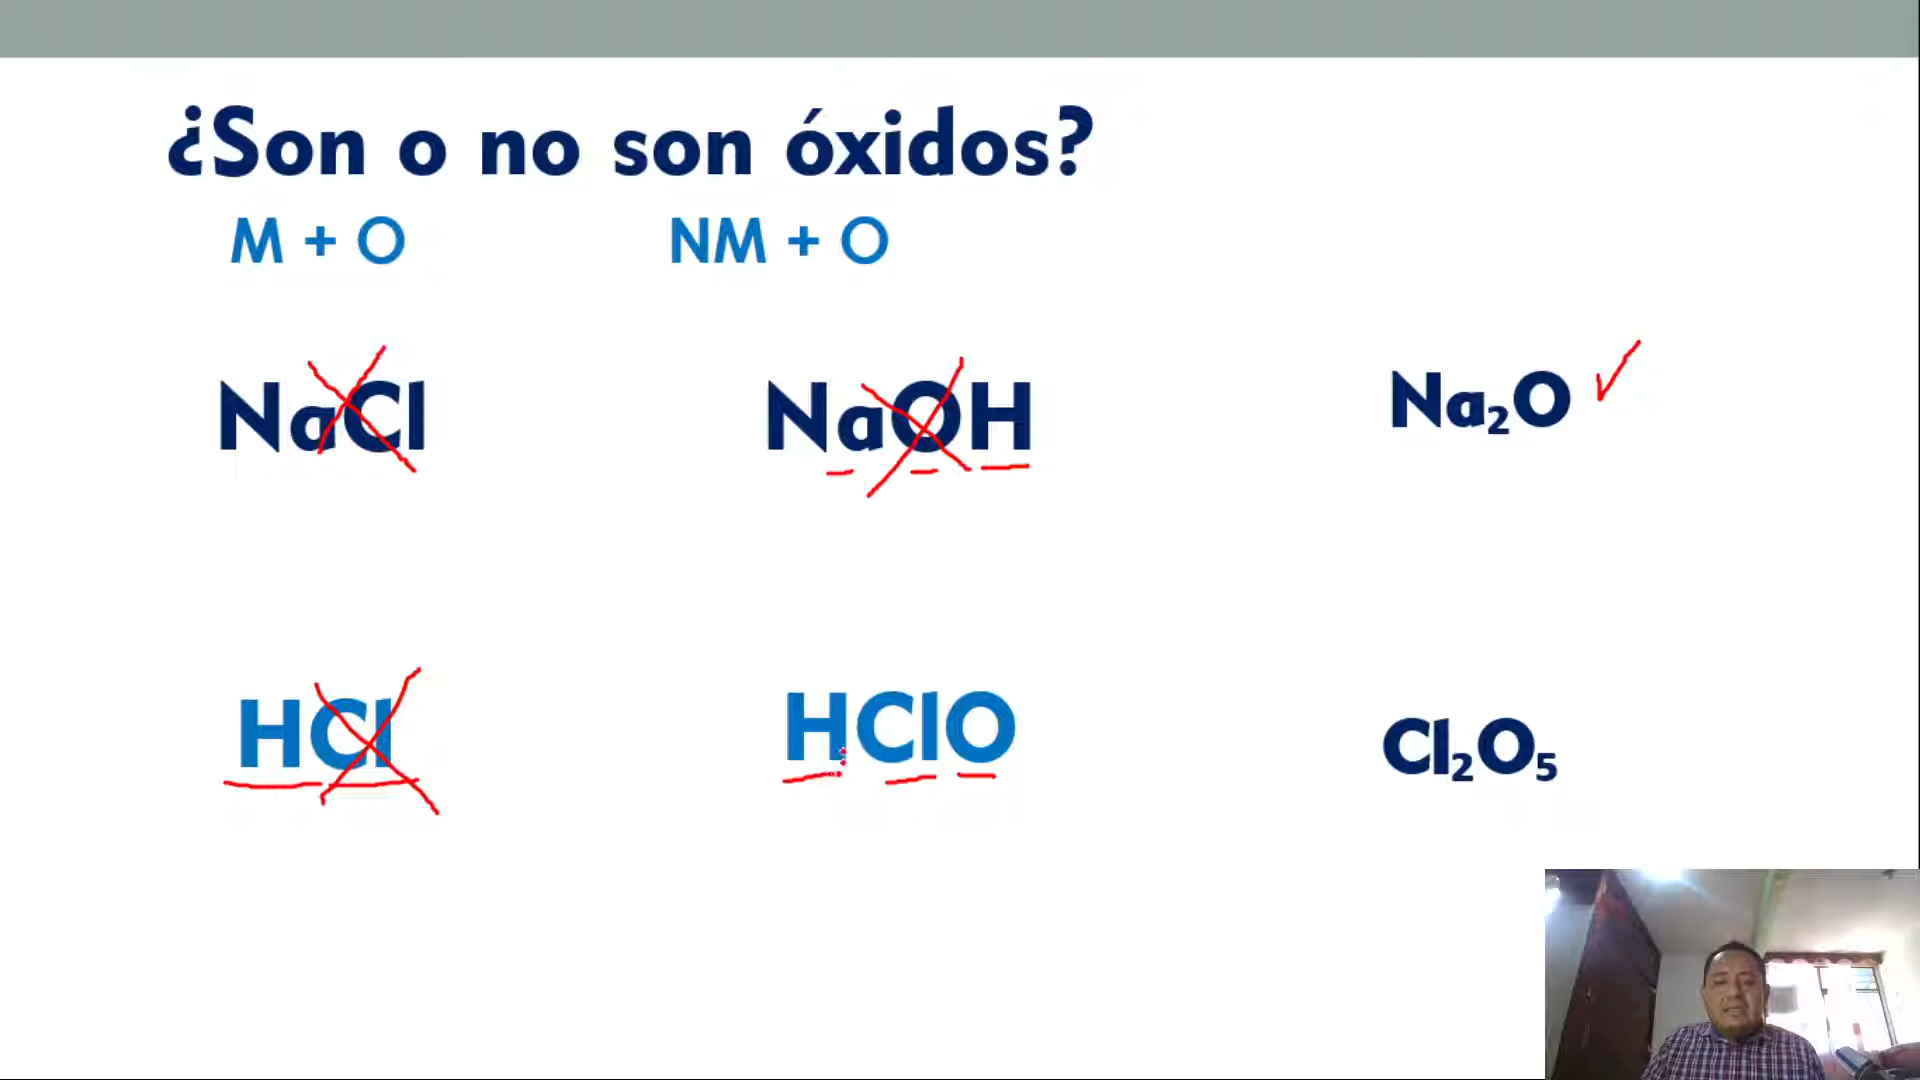 ¿Son o no son óxidos?
M + O NM + O
NaCl NaOH Na₂O
HCl HClO Cl₂O₅